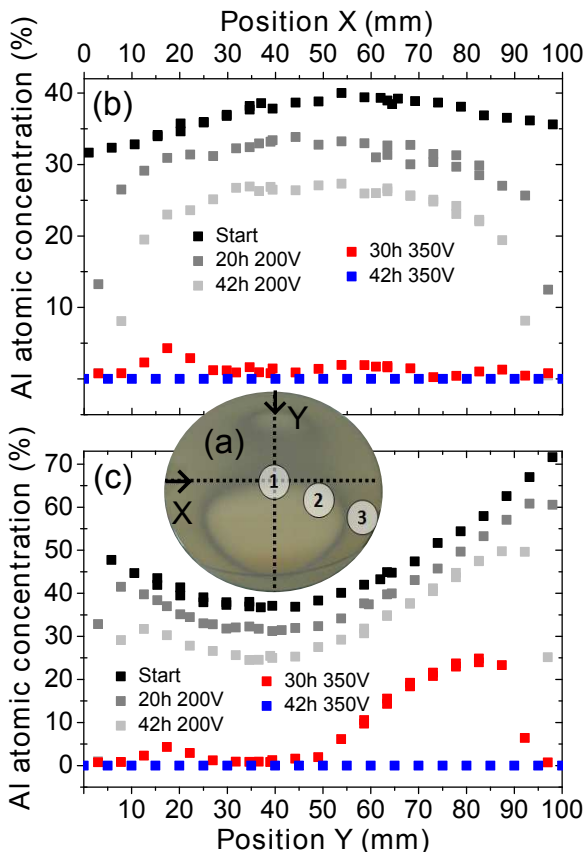 Position X (mm)
0 10 20 30 40 50 60 70 80 90 100
Al atomic concentration (%)
40
30
20
10
0
(b)
Start
20h 200V
42h 200V
30h 350V
42h 350V
(a)
Y
X
1
2
3
Al atomic concentration (%)
70
60
50
40
30
20
10
0
(c)
Start
20h 200V
42h 200V
30h 350V
42h 350V
10 20 30 40 50 60 70 80 90 100
Position Y (mm)